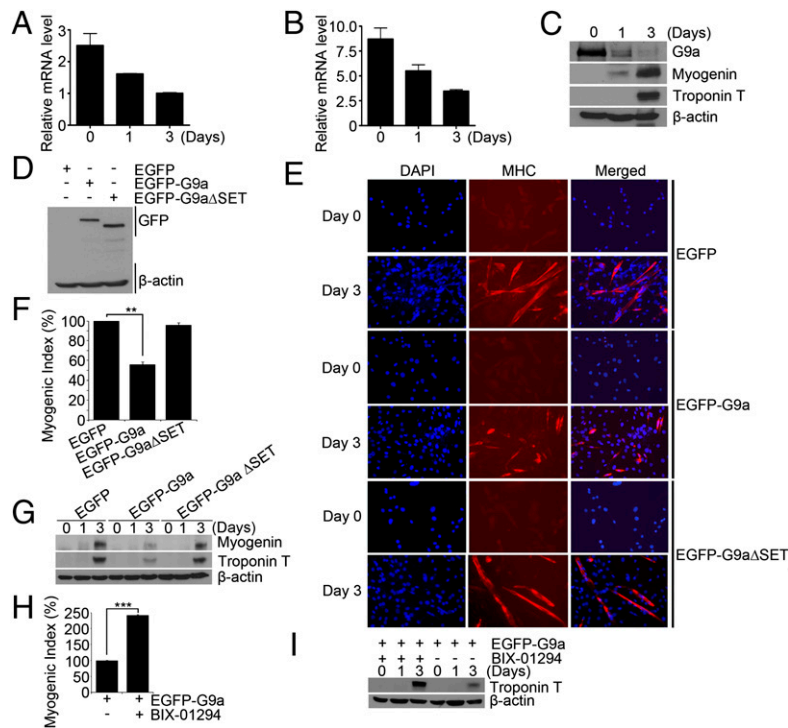 A
Relative mRNA level
3
2
1
0
0 1 3 (Days)
B
Relative mRNA level
10.0
7.5
5.0
2.5
0
0 1 3 (Days)
C
0 1 3 (Days)
G9a
Myogenin
Troponin T
β-actin
D
+ - - EGFP
- + - EGFP-G9a
- - + EGFP-G9aΔSET
GFP
β-actin
E
DAPI MHC Merged
Day 0
Day 3
EGFP
Day 0
Day 3
EGFP-G9a
Day 0
Day 3
EGFP-G9aΔSET
F
Myogenic Index (%)
100
80
60
40
20
0
**
EGFP
EGFP-G9a
EGFP-G9aΔSET
G
EGFP EGFP-G9a EGFP-G9a ΔSET
0 1 3 0 1 3 0 1 3 (Days)
Myogenin
Troponin T
β-actin
H
Myogenic Index (%)
250
200
150
100
50
0
***
+ + EGFP-G9a
- + BIX-01294
I
+ + + + + + EGFP-G9a
+ + + - - - BIX-01294
0 1 3 0 1 3 (Days)
Troponin T
β-actin